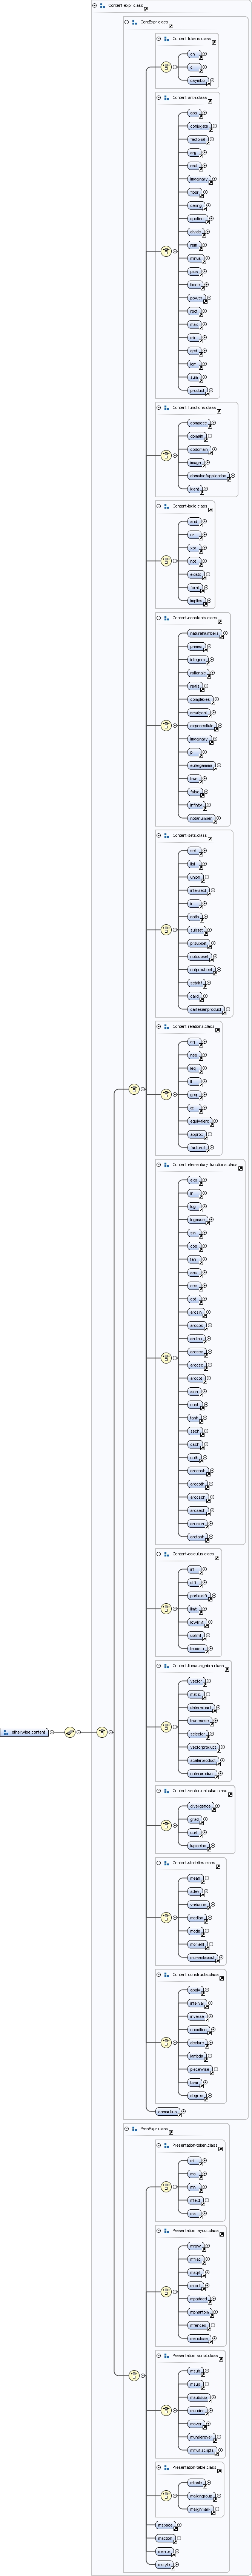 Content-expr.class
ContExpr.class
Content-tokens.class
cn
ci
csymbol
Content-arith.class
abs
conjugate
factorial
arg
real
imaginary
floor
ceiling
quotient
divide
rem
minus
plus
times
power
root
max
min
gcd
lcm
sum
product
Content-functions.class
compose
domain
codomain
image
domainofapplication
ident
Content-logic.class
and
or
xor
not
exists
forall
implies
Content-constants.class
naturalnumbers
primes
integers
rationals
reals
complexes
emptyset
exponentiale
imaginaryi
pi
eulergamma
true
false
infinity
notanumber
Content-sets.class
set
list
union
intersect
in
notin
subset
prsubset
notsubset
notprsubset
setdiff
card
cartesianproduct
Content-relations.class
eq
neq
leq
lt
geq
gt
equivalent
approx
factorof
Content-elementary-functions.class
exp
ln
log
logbase
sin
cos
tan
sec
csc
cot
arcsin
arccos
arctan
arcsec
arccsc
arccot
sinh
cosh
tanh
sech
csch
coth
arccosh
arccoth
arccsch
arcsech
arcsinh
arctanh
Content-calculus.class
int
diff
partialdiff
limit
lowlimit
uplimit
tendsto
Content-linear-algebra.class
vector
matrix
determinant
transpose
selector
vectorproduct
scalarproduct
outerproduct
otherwise.content
Content-vector-calculus.class
divergence
grad
curl
laplacian
Content-statistics.class
mean
sdev
variance
median
mode
moment
momentabout
Content-constructs.class
apply
interval
inverse
condition
declare
lambda
piecewise
bvar
degree
semantics
PresExpr.class
Presentation-token.class
mi
mo
mn
mtext
ms
Presentation-layout.class
mrow
mfrac
msqrt
mroot
mpadded
mphantom
mfenced
menclose
Presentation-script.class
msub
msup
msubsup
munder
mover
munderover
mmultiscripts
Presentation-table.class
mtable
maligngroup
malignmark
mspace
maction
merror
mstyle